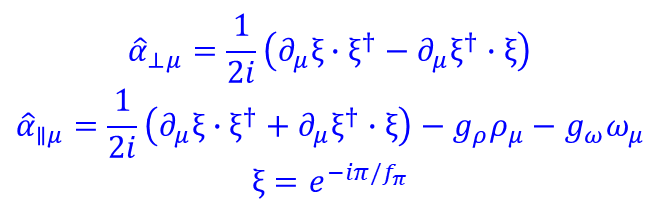 α̂⊥μ = 1/2i (∂μξ · ξ† − ∂μξ† · ξ)
α̂∥μ = 1/2i (∂μξ · ξ† + ∂μξ† · ξ) − gρρμ − gωωμ
ξ = e^−iπ/fπ